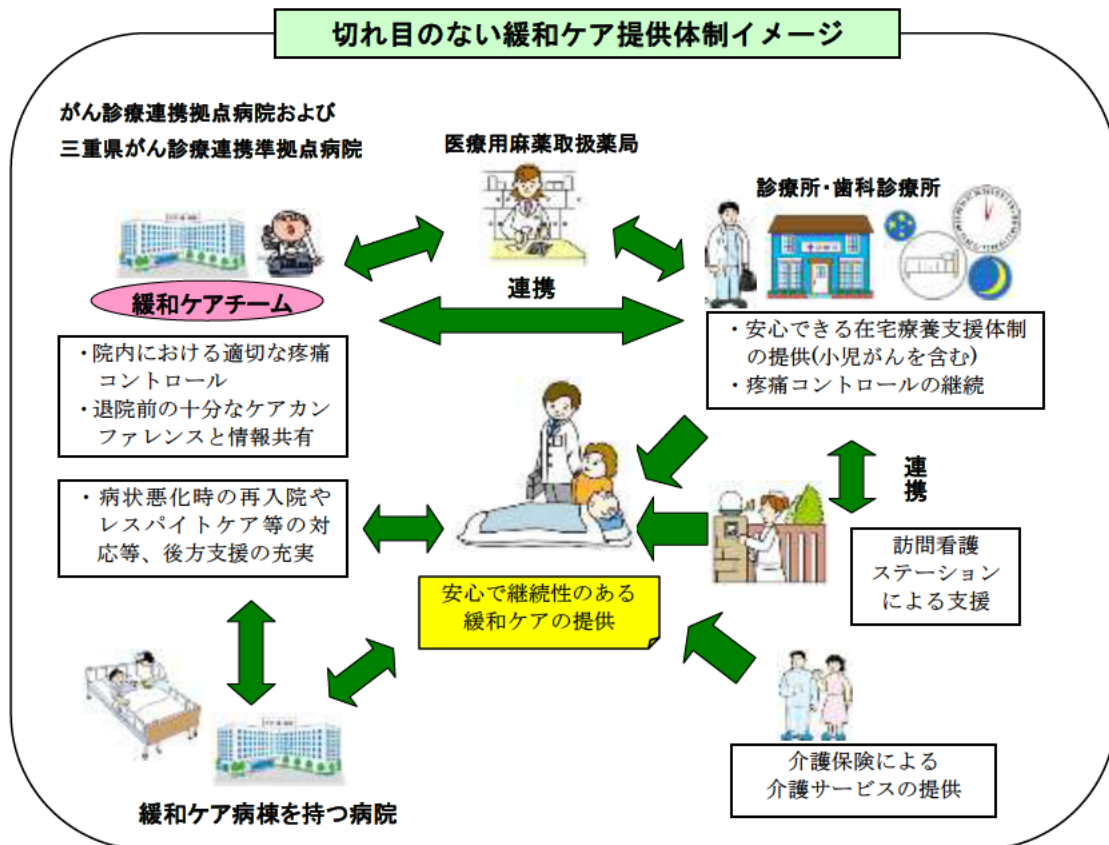 切れ目のない緩和ケア提供体制イメージ
がん診療連携拠点病院および
三重県がん診療連携準拠点病院
医療用麻薬取扱薬局
診療所・歯科診療所
緩和ケアチーム
連携
・院内における適切な疼痛
コントロール
・退院前の十分なケアカン
ファレンスと情報共有
・安心できる在宅療養支援体制
の提供(小児がんを含む)
・疼痛コントロールの継続
・病状悪化時の再入院や
レスパイトケア等の対
応等、後方支援の充実
連携
訪問看護
ステーション
による支援
安心で継続性のある
緩和ケアの提供
介護保険による
介護サービスの提供
緩和ケア病棟を持つ病院